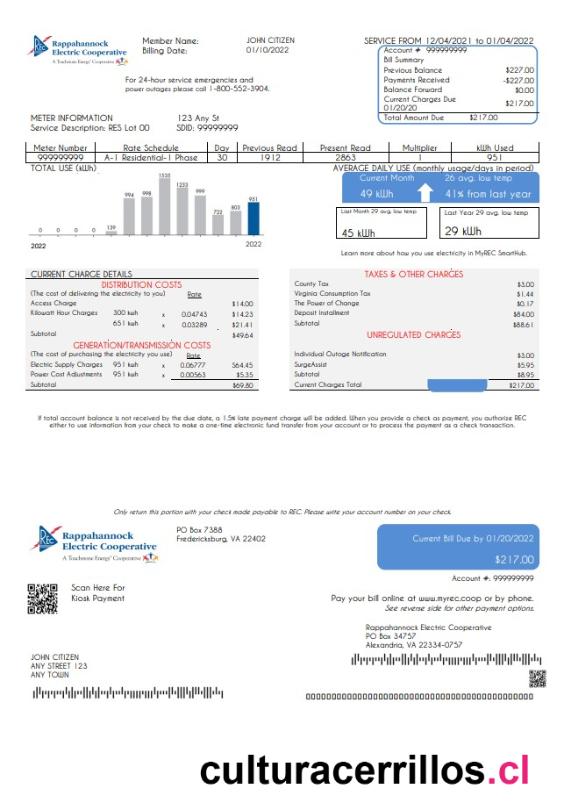 Rappahannock
Electric Cooperative
A Touchstone Energy® Cooperative
Member Name: JOHN CITIZEN
Billing Date: 01/10/2022
SERVICE FROM 12/04/2021 to 01/04/2022
Account #: 999999999
Bill Summary
Previous Balance $227.00
Payments Received -$227.00
Balance Forward $0.00
Current Charges Due
01/20/20 $217.00
Total Amount Due $217.00
For 24-hour service emergencies and
power outages please call 1-800-552-3904.
METER INFORMATION 123 Any St
Service Description: RES Lot 00 SDID: 99999999
Meter Number Rate Schedule Day Previous Read Present Read Multiplier kWh Used
999999999 A-1 Residential-1 Phase 30 1912 2863 1 951
TOTAL USE (kWh)
0 0 0 0 139 994 998 1535 1253 999 722 803 951
2022 2022
AVERAGE DAILY USE (monthly usage/days in period)
Current Month 26 avg. low temp
49 kWh 41% from last year
Last Month 29 avg. low temp
45 kWh
Last Year 29 avg. low temp
29 kWh
Learn more about how you use electricity in MyREC SmartHub.
CURRENT CHARGE DETAILS
DISTRIBUTION COSTS
(The cost of delivering the electricity to you) Rate
Access Charge $14.00
Kilowatt Hour Charges 300 kwh x 0.04743 $14.23
651 kwh x 0.03289 $21.41
Subtotal $49.64
GENERATION/TRANSMISSION COSTS
(The cost of purchasing the electricity you use) Rate
Electric Supply Charges 951 kwh x 0.06777 $64.45
Power Cost Adjustments 951 kwh x 0.00563 $5.35
Subtotal $69.80
TAXES & OTHER CHARGES
County Tax $3.00
Virginia Consumption Tax $1.44
The Power of Change $0.17
Deposit Installment $84.00
Subtotal $88.61
UNREGULATED CHARGES
Individual Outage Notification $3.00
SurgeAssist $5.95
Subtotal $8.95
Current Charges Total $217.00
If total account balance is not received by the due date, a 1.5% late payment charge will be added. When you provide a check as payment, you authorise REC
either to use information from your check to make a one-time electronic fund transfer from your account or to process the payment as a check transaction.
Only return this portion with your check made payable to REC. Please write your account number on your check.
Rappahannock
Electric Cooperative
A Touchstone Energy® Cooperative
PO Box 7388
Fredericksburg, VA 22402
Current Bill Due by 01/20/2022
$217.00
Account #: 999999999
Scan Here For
Kiosk Payment
Pay your bill online at www.myrec.coop or by phone.
See reverse side for other payment options.
Rappahannock Electric Cooperative
PO Box 34757
Alexandria, VA 22334-0757
JOHN CITIZEN
ANY STREET 123
ANY TOWN
culturacerrillos.cl